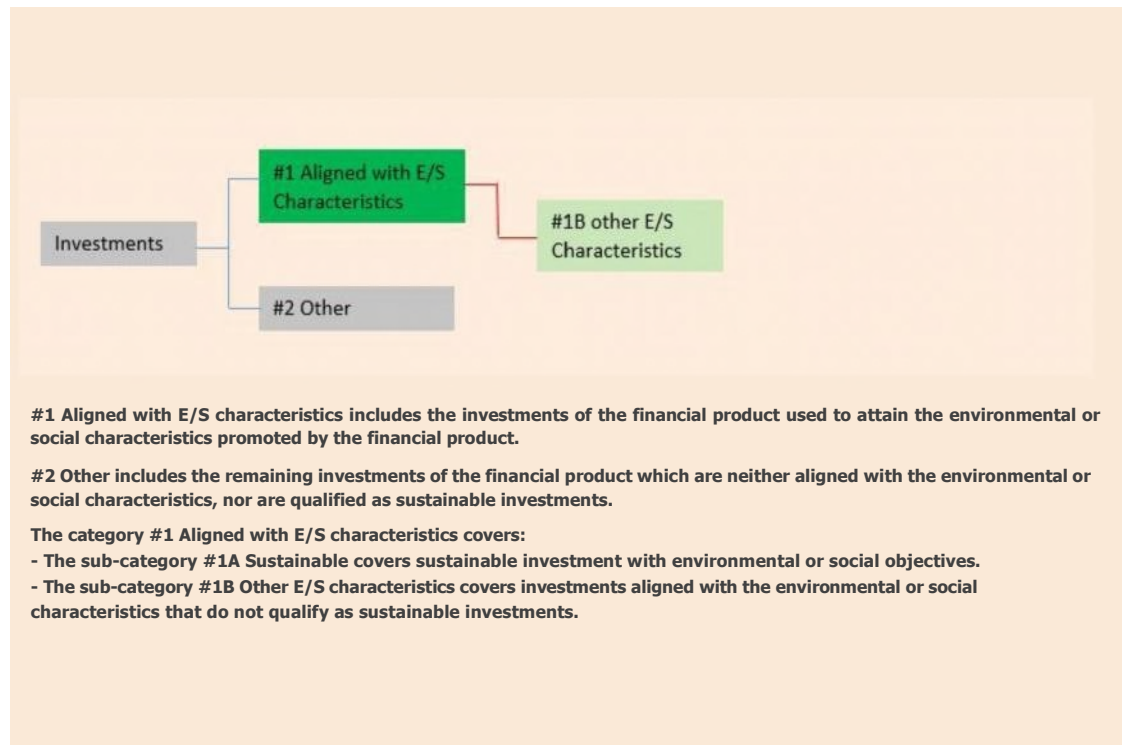 #1 Aligned with E/S
Characteristics
#1B other E/S
Characteristics
Investments
#2 Other
#1 Aligned with E/S characteristics includes the investments of the financial product used to attain the environmental or
social characteristics promoted by the financial product.
#2 Other includes the remaining investments of the financial product which are neither aligned with the environmental or
social characteristics, nor are qualified as sustainable investments.
The category #1 Aligned with E/S characteristics covers:
- The sub-category #1A Sustainable covers sustainable investment with environmental or social objectives.
- The sub-category #1B Other E/S characteristics covers investments aligned with the environmental or social
characteristics that do not qualify as sustainable investments.